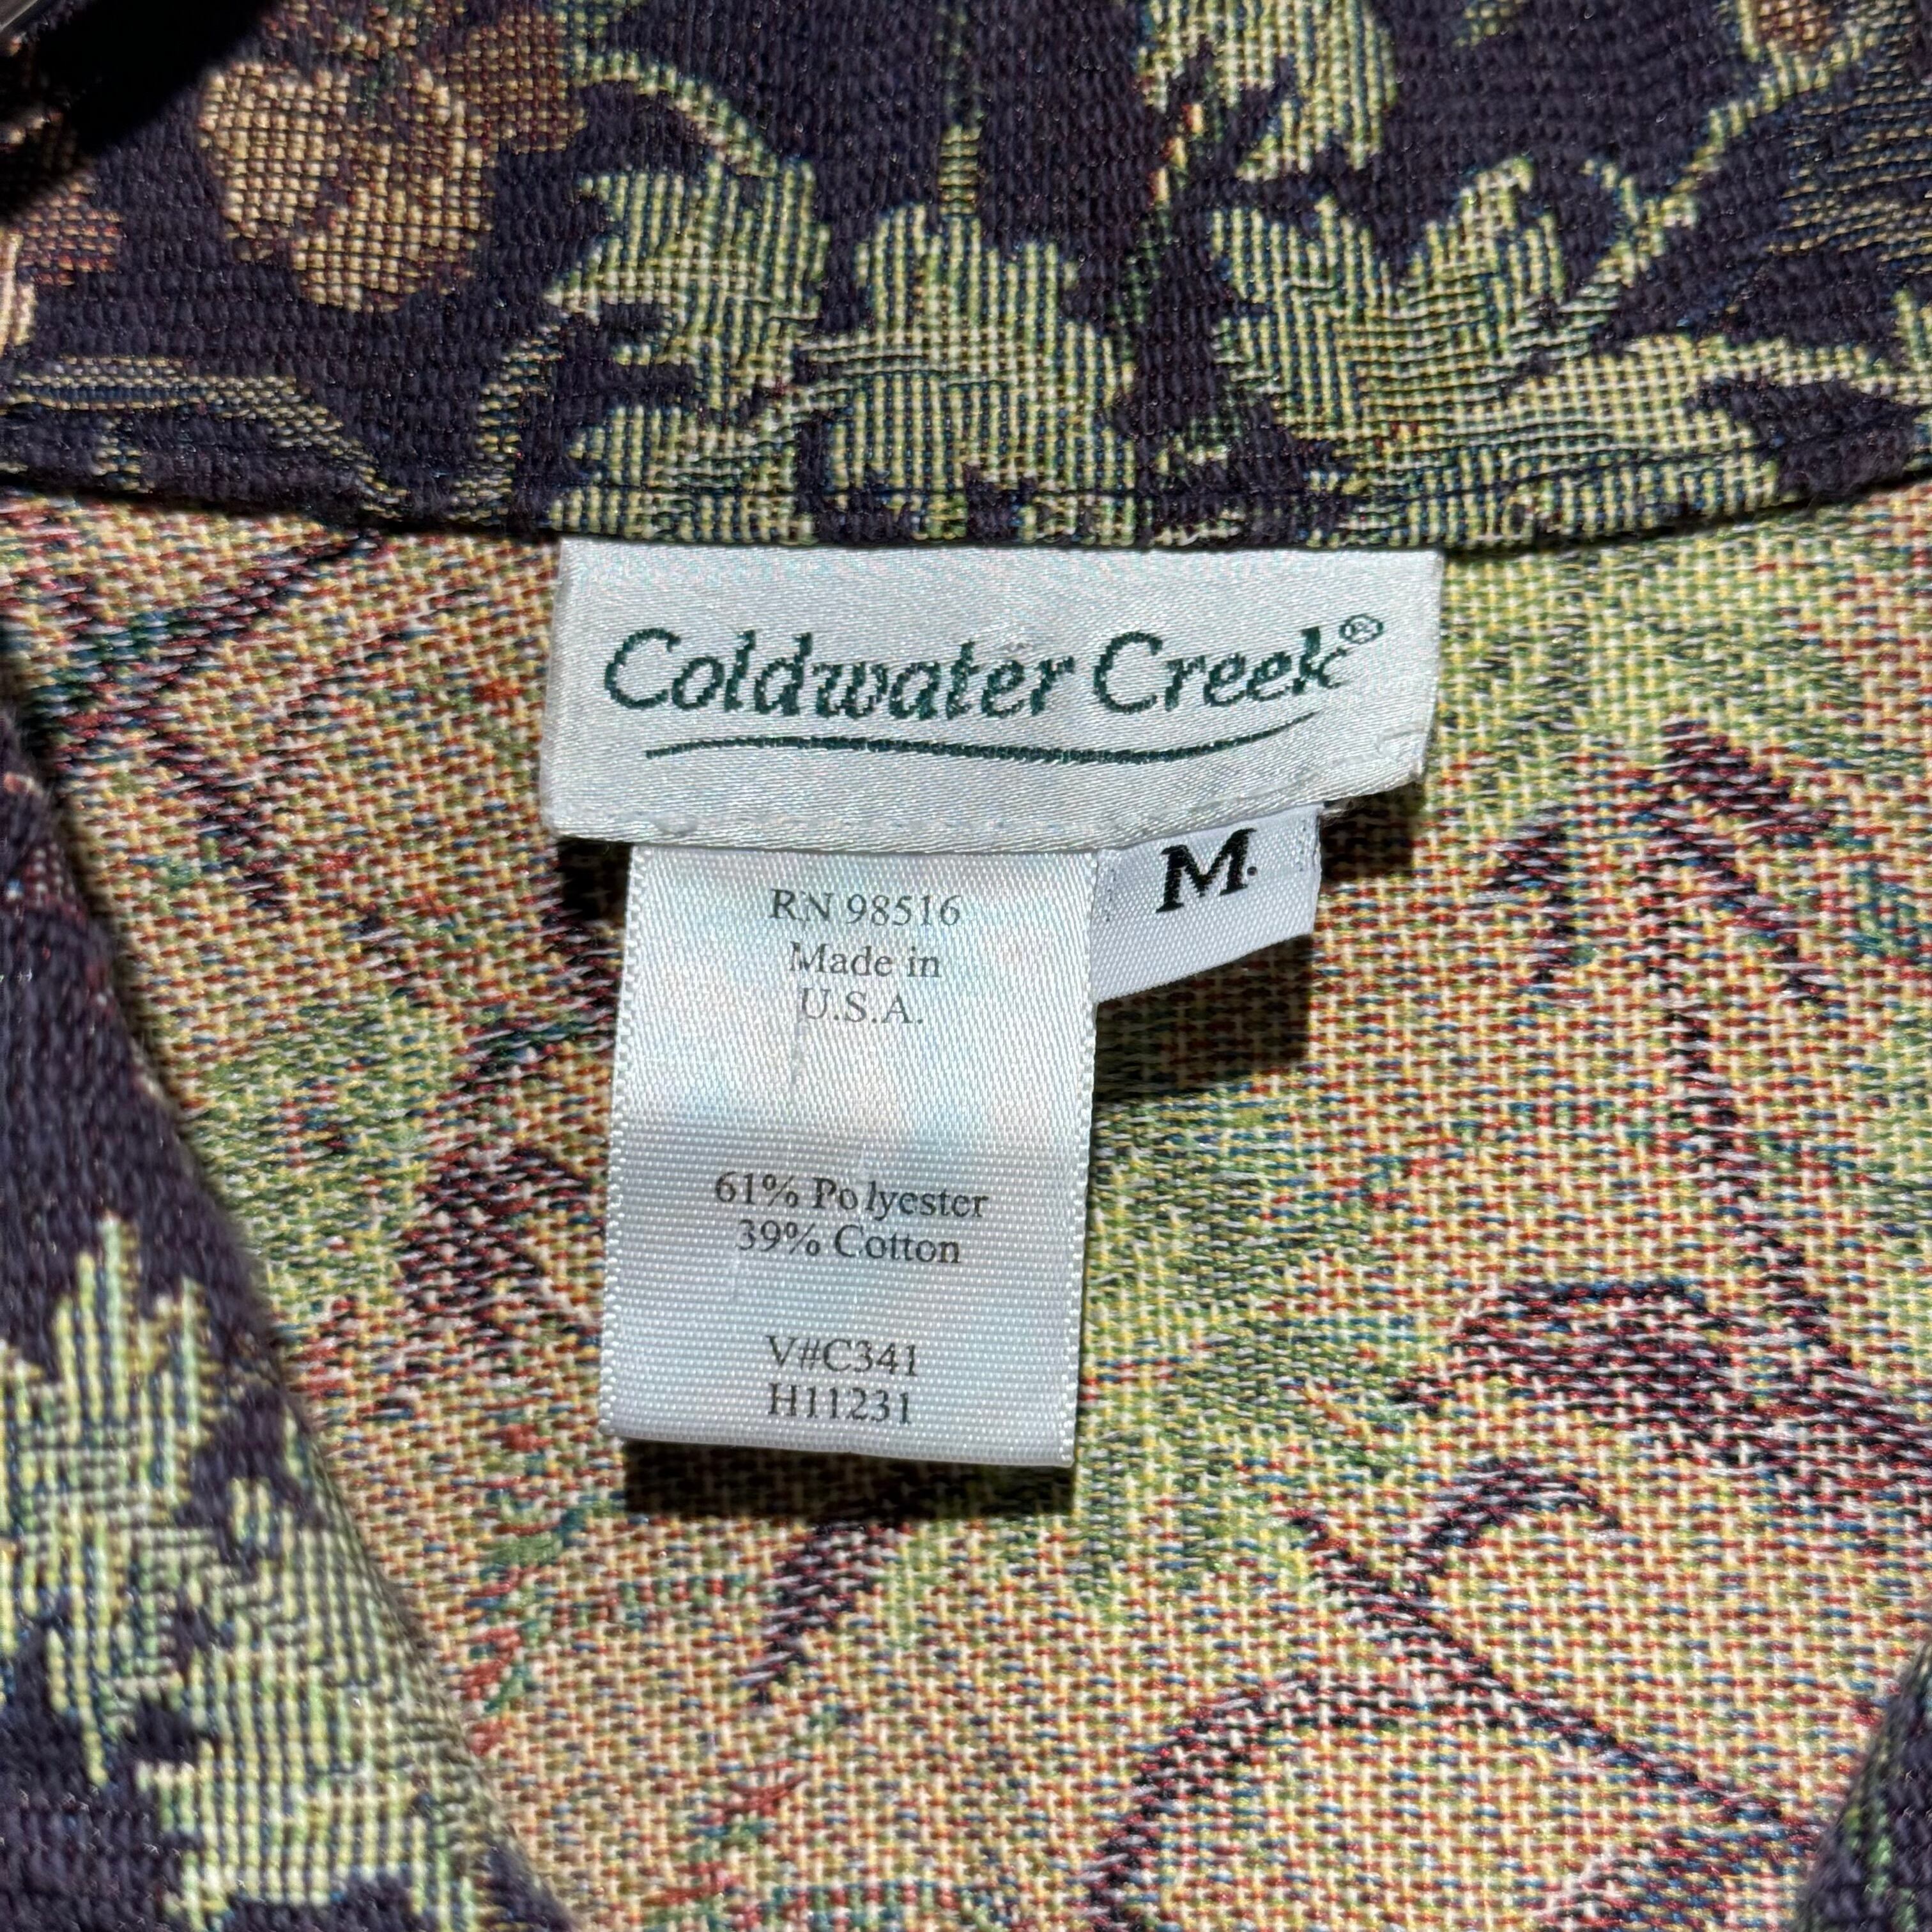 Coldwater Creek®
M.
RN 98516
Made in
U.S.A.
61% Polyester
39% Cotton
V#C341
H11231